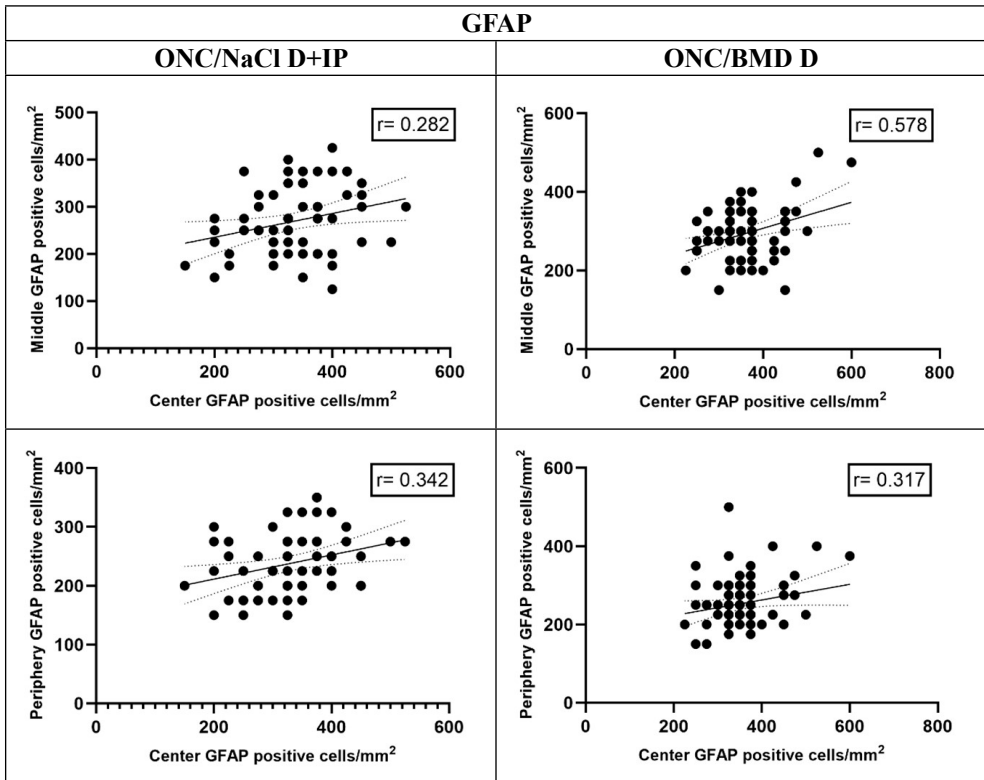 GFAP
ONC/NaCl D+IP
ONC/BMD D
r= 0.282
500
400
300
200
100
0
Middle GFAP positive cells/mm²
0 200 400 600
Center GFAP positive cells/mm²
r= 0.578
600
400
200
0
Middle GFAP positive cells/mm²
0 200 400 600 800
Center GFAP positive cells/mm²
r= 0.342
400
300
200
100
0
Periphery GFAP positive cells/mm²
0 200 400 600
Center GFAP positive cells/mm²
r= 0.317
600
400
200
0
Periphery GFAP positive cells/mm²
0 200 400 600 800
Center GFAP positive cells/mm²